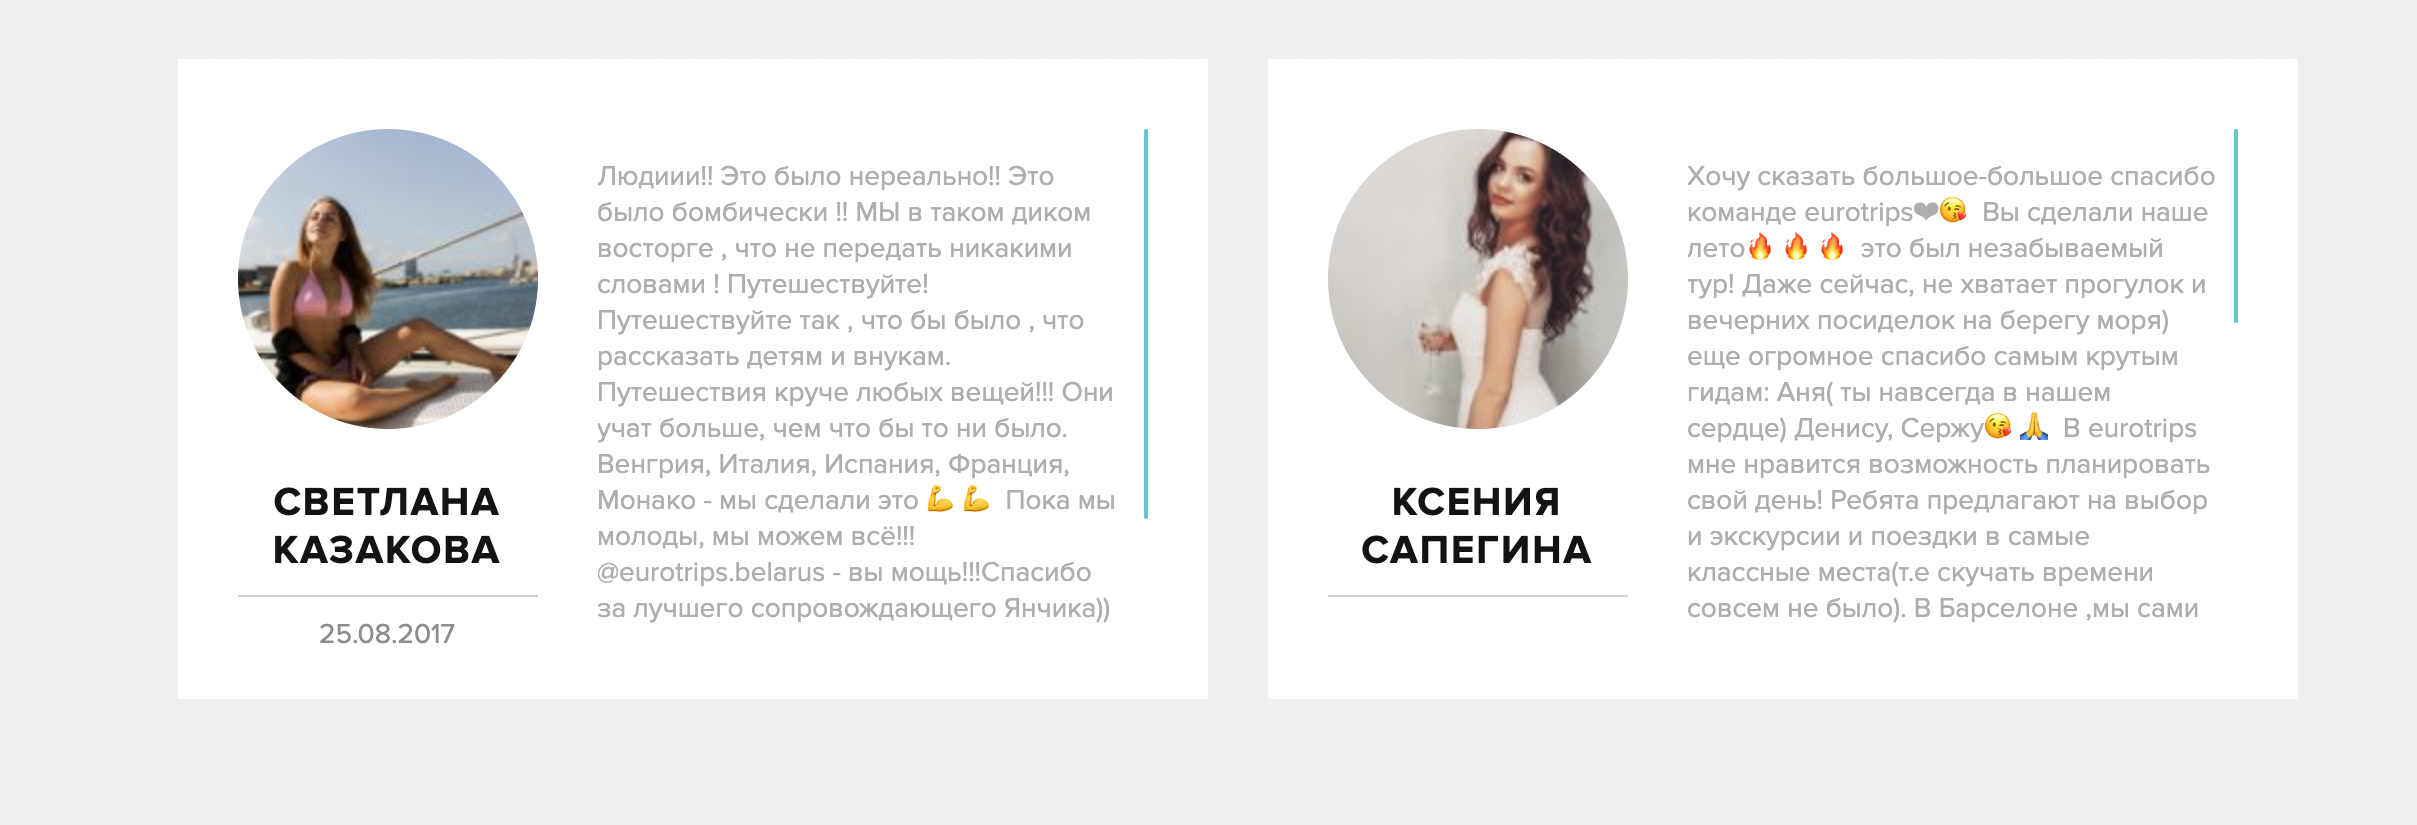 Людиии!! Это было нереально!! Это
было бомбически !! МЫ в таком диком
восторге , что не передать никакими
словами ! Путешествуйте!
Путешествуйте так , что бы было , что
рассказать детям и внукам.
Путешествия круче любых вещей!!! Они
учат больше, чем что бы то ни было.
Венгрия, Италия, Испания, Франция,
Монако - мы сделали это 💪 💪 Пока мы
молоды, мы можем всё!!!
@eurotrips.belarus - вы мощь!!!Спасибо
за лучшего сопровождающего Янчика))
СВЕТЛАНА
КАЗАКОВА
25.08.2017
Хочу сказать большое-большое спасибо
команде eurotrips❤😘 Вы сделали наше
лето🔥 🔥 🔥 это был незабываемый
тур! Даже сейчас, не хватает прогулок и
вечерних посиделок на берегу моря)
еще огромное спасибо самым крутым
гидам: Аня( ты навсегда в нашем
сердце) Денису, Сержу😘 🙏 В eurotrips
мне нравится возможность планировать
свой день! Ребята предлагают на выбор
и экскурсии и поездки в самые
классные места(т.е скучать времени
совсем не было). В Барселоне ,мы сами
КСЕНИЯ
САПЕГИНА